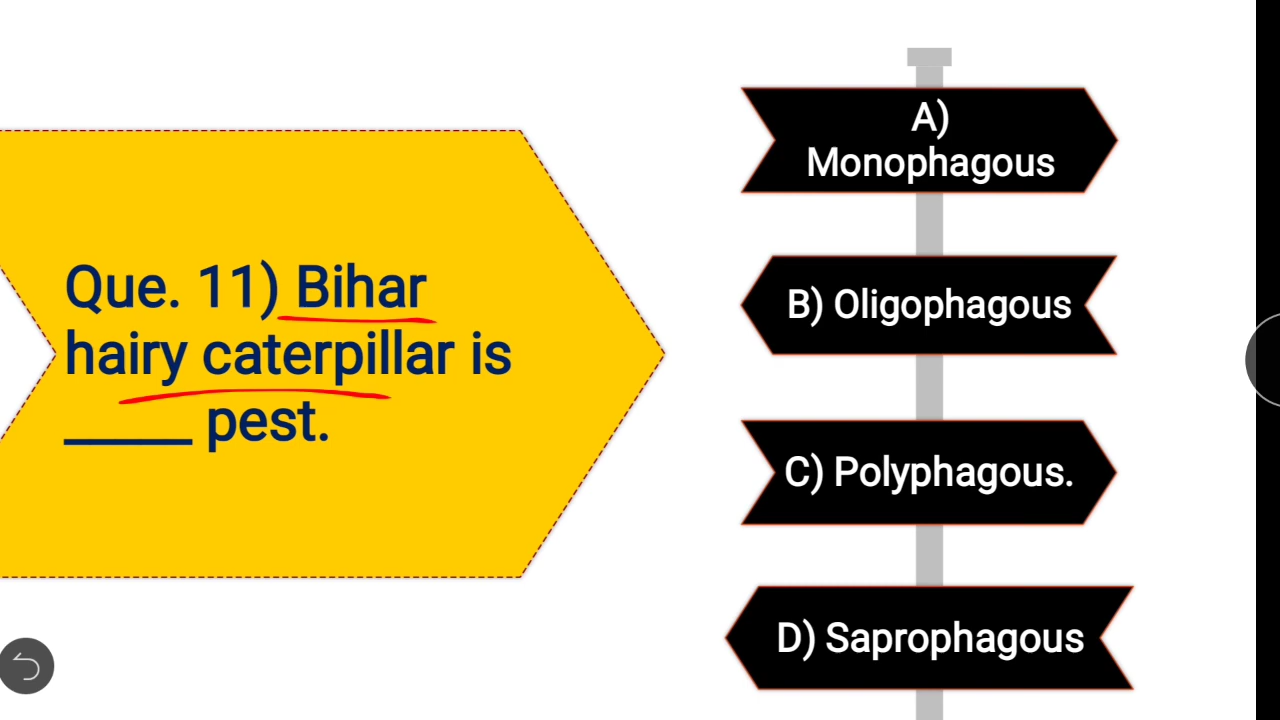 Que. 11) Bihar
hairy caterpillar is
_____ pest.
A)
Monophagous
B) Oligophagous
C) Polyphagous.
D) Saprophagous